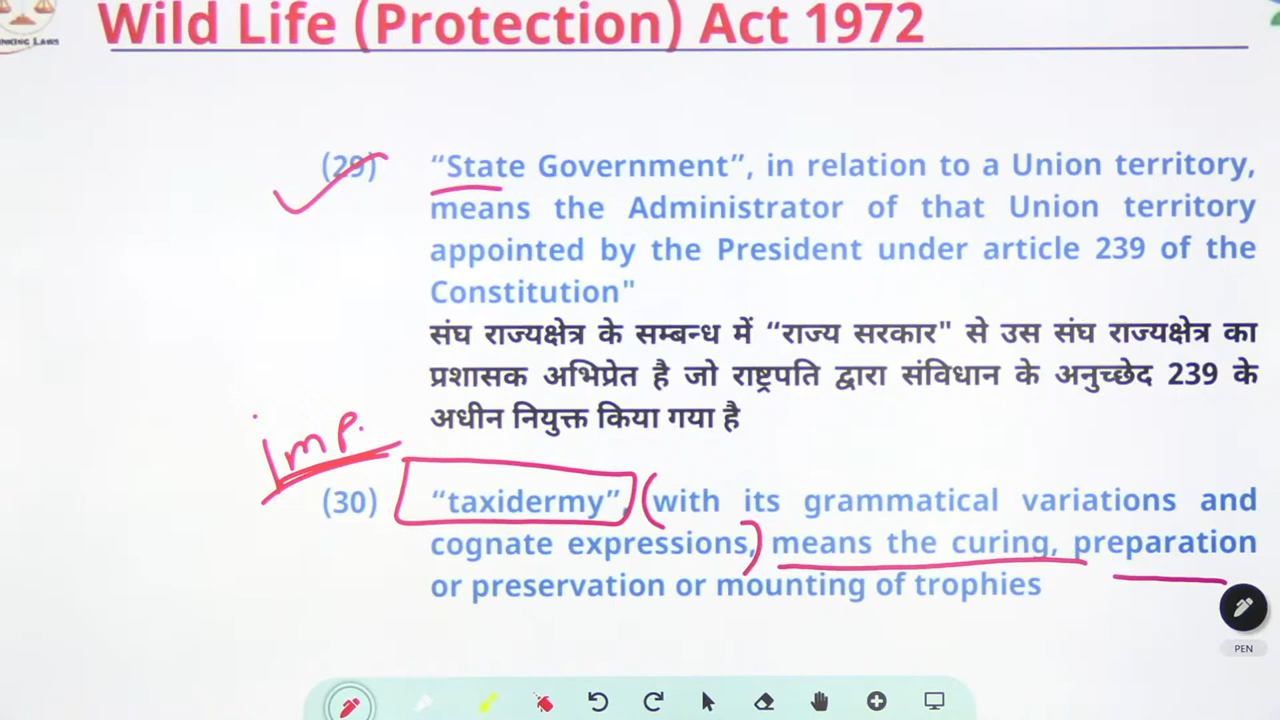 Wild Life (Protection) Act 1972
(29) “State Government”, in relation to a Union territory,
means the Administrator of that Union territory
appointed by the President under article 239 of the
Constitution"
संघ राज्यक्षेत्र के सम्बन्ध में “राज्य सरकार" से उस संघ राज्यक्षेत्र का
प्रशासक अभिप्रेत है जो राष्ट्रपति द्वारा संविधान के अनुच्छेद 239 के
अधीन नियुक्त किया गया है
imp.
(30) “taxidermy”, with its grammatical variations and
cognate expressions, means the curing, preparation
or preservation or mounting of trophies
PEN